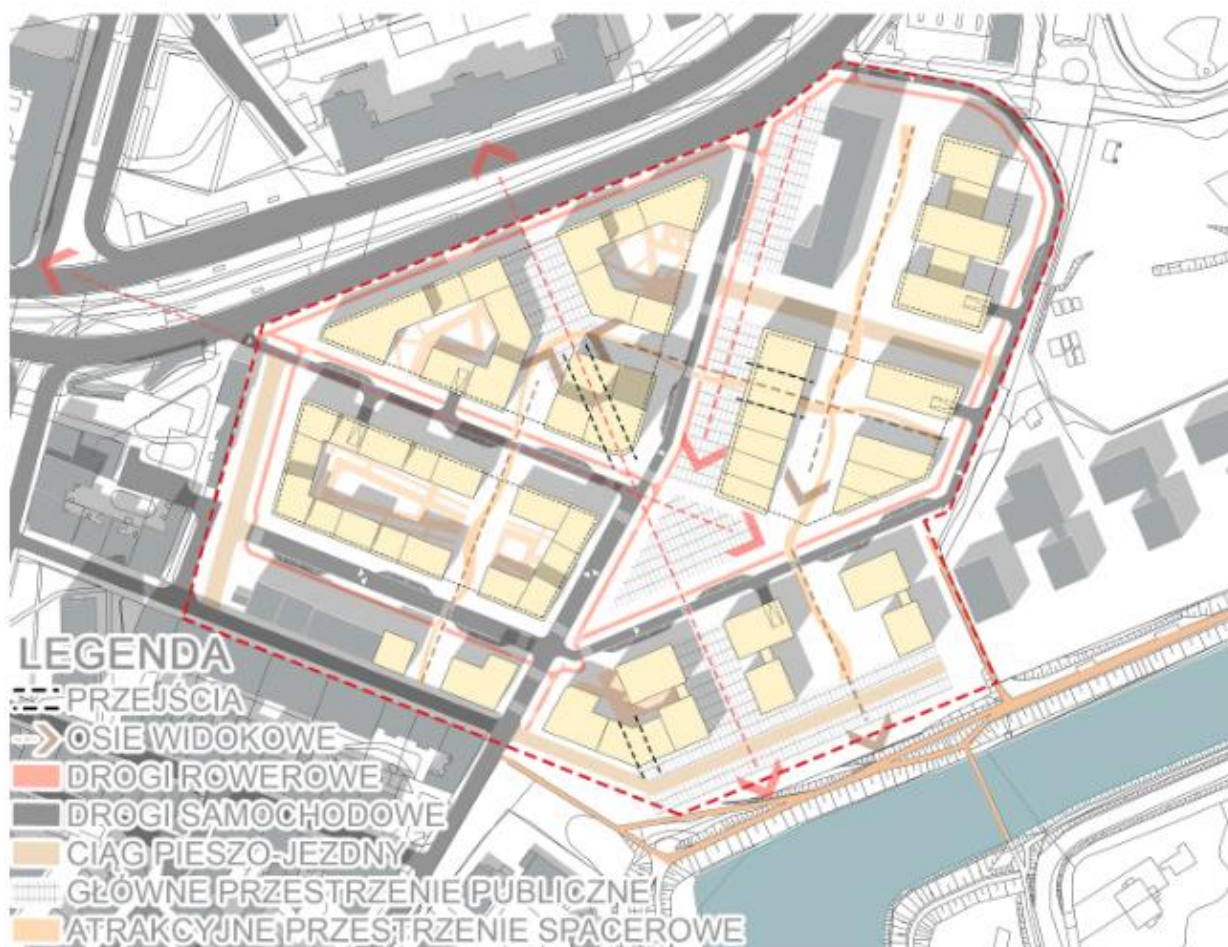 LEGENDA
PRZEJŚCIA
OSIE WIDOKOWE
DROGI ROWEROWE
DROGI SAMOCHODOWE
CIĄG PIESZO-JEZDNY
GŁÓWNE PRZESTRZENIE PUBLICZNE
ATRAKCYJNE PRZESTRZENIE SPACEROWE